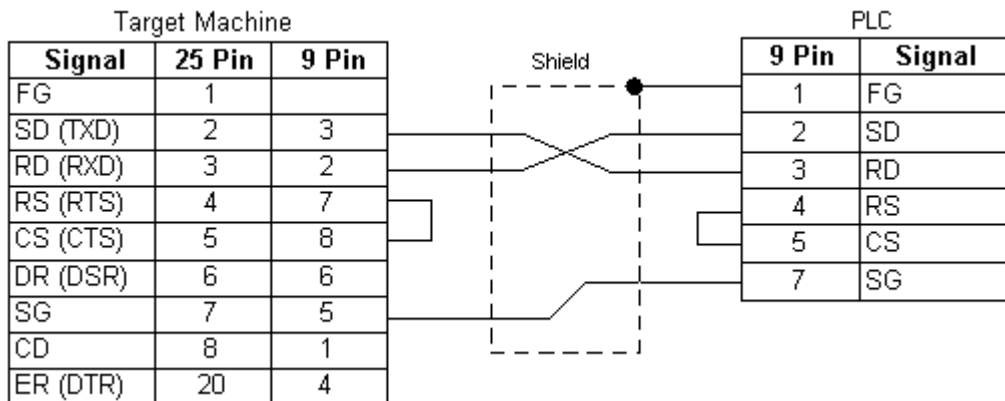 Target Machine
Signal 25 Pin 9 Pin
FG 1
SD (TXD) 2 3
RD (RXD) 3 2
RS (RTS) 4 7
CS (CTS) 5 8
DR (DSR) 6 6
SG 7 5
CD 8 1
ER (DTR) 20 4
Shield
PLC
9 Pin Signal
1 FG
2 SD
3 RD
4 RS
5 CS
7 SG